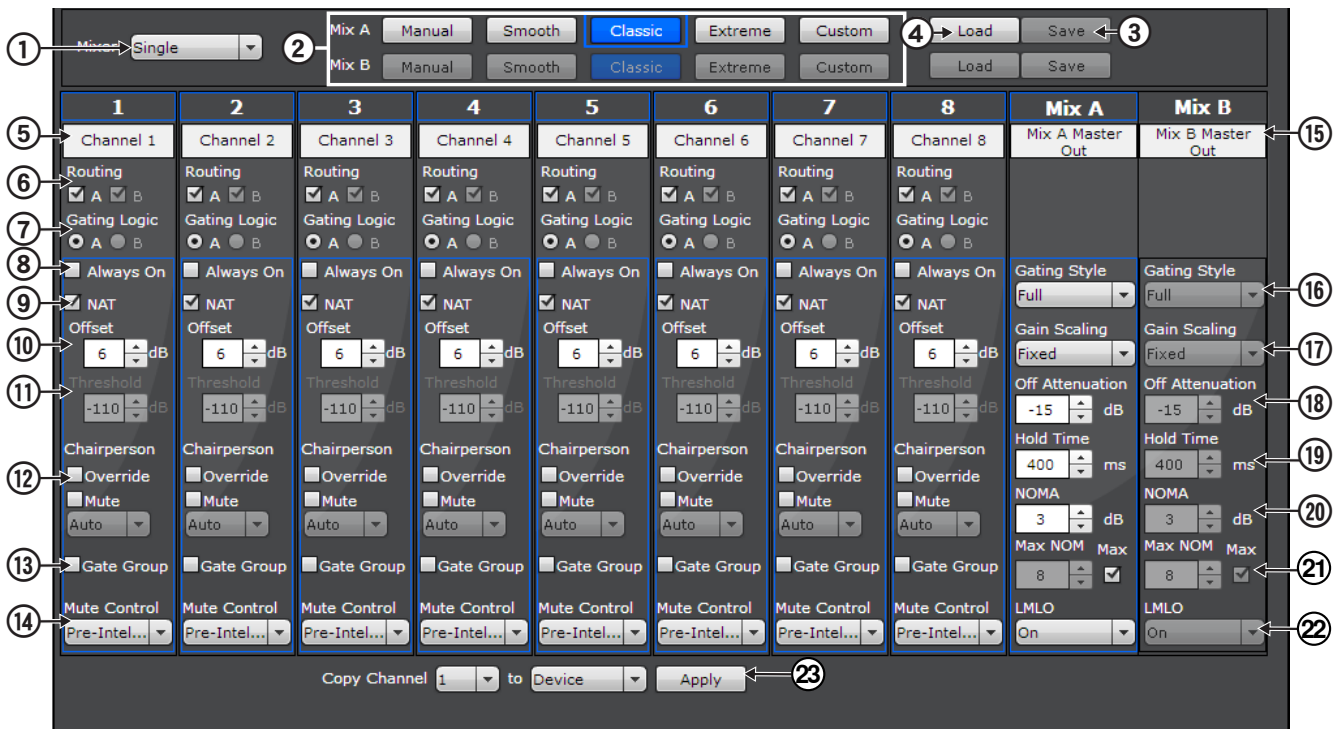 Mix A Manual Smooth Classic Extreme Custom 4 Load Save 3
1 Mixer Single 2
Mix B Manual Smooth Classic Extreme Custom Load Save
1 2 3 4 5 6 7 8 Mix A Mix B
5 Channel 1 Channel 2 Channel 3 Channel 4 Channel 5 Channel 6 Channel 7 Channel 8 Mix A Master Out Mix B Master Out 15
6 Routing Routing Routing Routing Routing Routing Routing Routing
A B A B A B A B A B A B A B A B
7 Gating Logic Gating Logic Gating Logic Gating Logic Gating Logic Gating Logic Gating Logic Gating Logic
A B A B A B A B A B A B A B A B
8 Always On Always On Always On Always On Always On Always On Always On Always On Gating Style Gating Style
9 NAT NAT NAT NAT NAT NAT NAT NAT Full Full 16
Offset Offset Offset Offset Offset Offset Offset Offset Gain Scaling Gain Scaling
10 6 dB 6 dB 6 dB 6 dB 6 dB 6 dB 6 dB 6 dB Fixed Fixed 17
11 Threshold Threshold Threshold Threshold Threshold Threshold Threshold Threshold Off Attenuation Off Attenuation
-110 dB -110 dB -110 dB -110 dB -110 dB -110 dB -110 dB -110 dB -15 dB -15 dB 18
Chairperson Chairperson Chairperson Chairperson Chairperson Chairperson Chairperson Chairperson Hold Time Hold Time
12 Override Override Override Override Override Override Override Override 400 ms 400 ms 19
Mute Mute Mute Mute Mute Mute Mute Mute NOMA NOMA
Auto Auto Auto Auto Auto Auto Auto Auto 3 dB 3 dB 20
Max NOM Max Max NOM Max
13 Gate Group Gate Group Gate Group Gate Group Gate Group Gate Group Gate Group Gate Group 8 8 21
Mute Control Mute Control Mute Control Mute Control Mute Control Mute Control Mute Control Mute Control LMLO LMLO
14 Pre-Intel... Pre-Intel... Pre-Intel... Pre-Intel... Pre-Intel... Pre-Intel... Pre-Intel... Pre-Intel... On On 22
Copy Channel 1 to Device Apply 23